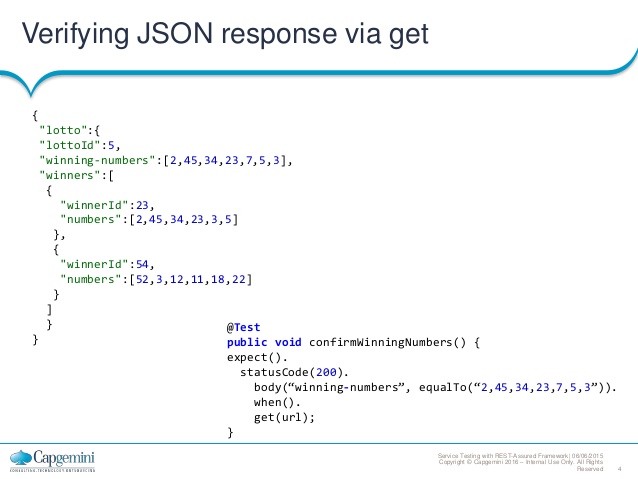 Verifying JSON response via get
{
"lotto":{
"lottoId":5,
"winning-numbers":[2,45,34,23,7,5,3],
"winners":[
{
"winnerId":23,
"numbers":[2,45,34,23,3,5]
},
{
"winnerId":54,
"numbers":[52,3,12,11,18,22]
}
]
}
}
@Test
public void confirmWinningNumbers() {
expect().
statusCode(200).
body(“winning-numbers”, equalTo(“2,45,34,23,7,5,3”)).
when().
get(url);
}
Capgemini
CONSULTING.TECHNOLOGY.OUTSOURCING
Service Testing with REST-Assured Framework| 06/06/2015
Copyright © Capgemini 2016 – Internal Use Only. All Rights
Reserved
4